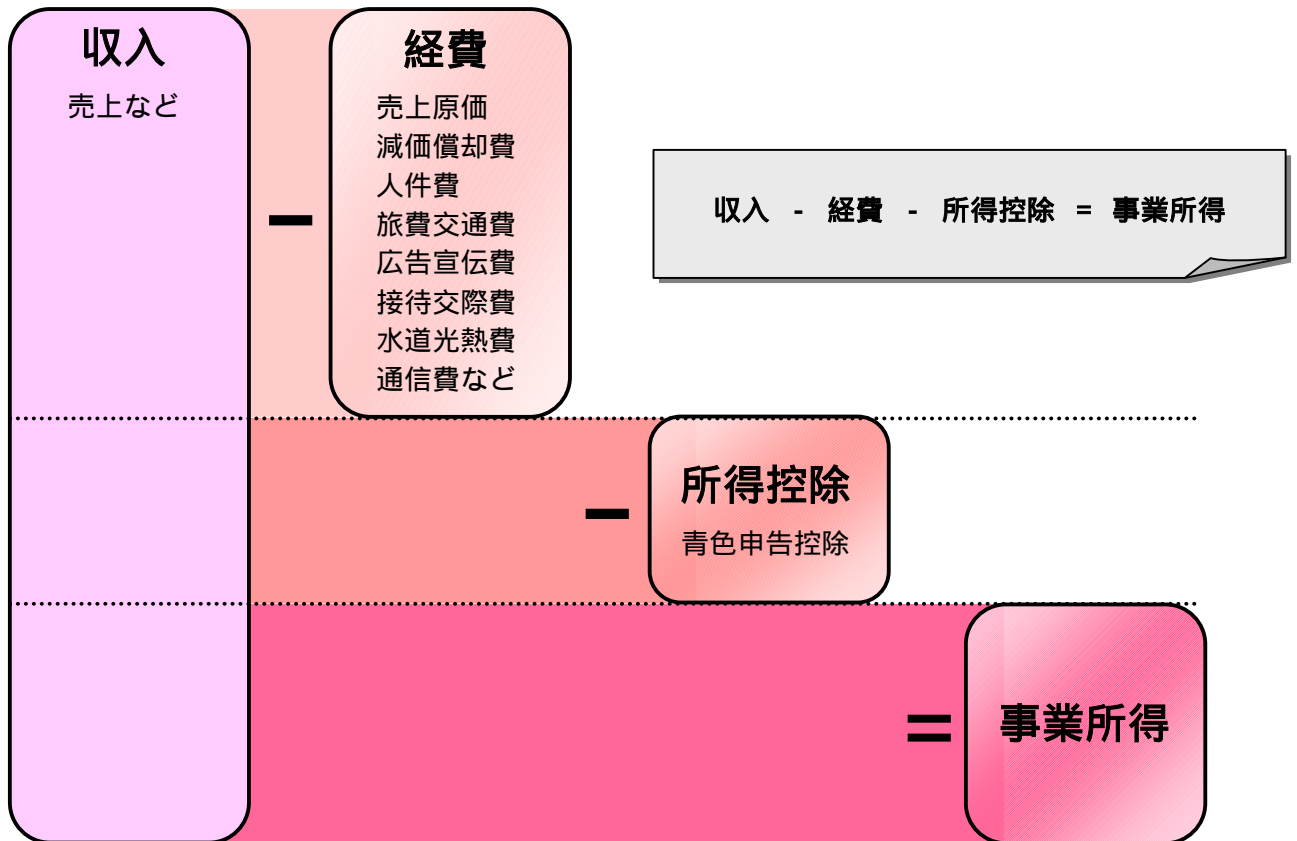 収入
売上など
-
経費
売上原価
減価償却費
人件費
旅費交通費
広告宣伝費
接待交際費
水道光熱費
通信費など
収入 - 経費 - 所得控除 = 事業所得
-
所得控除
青色申告控除
=
事業所得